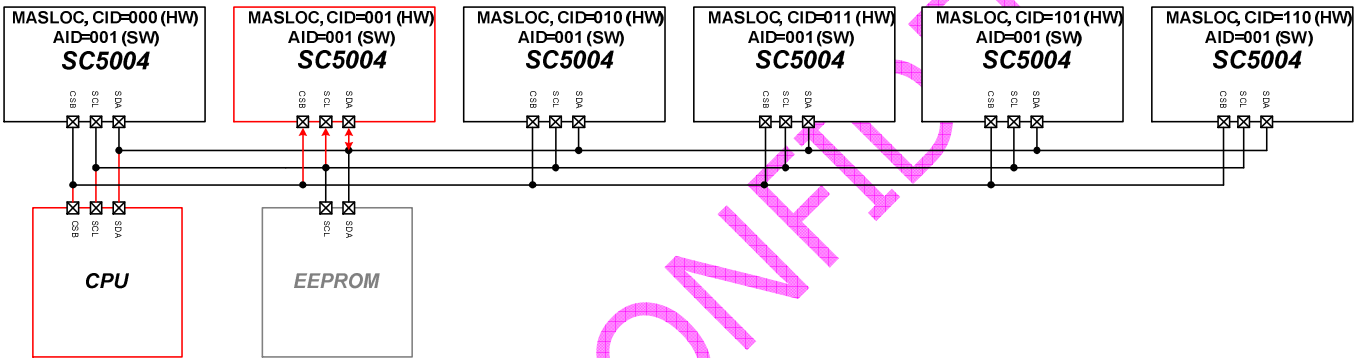 MASLOC, CID=000 (HW)
AID=001 (SW)
SC5004
CSB SCL SDA
MASLOC, CID=001 (HW)
AID=001 (SW)
SC5004
CSB SCL SDA
MASLOC, CID=010 (HW)
AID=001 (SW)
SC5004
CSB SCL SDA
MASLOC, CID=011 (HW)
AID=001 (SW)
SC5004
CSB SCL SDA
MASLOC, CID=101 (HW)
AID=001 (SW)
SC5004
CSB SCL SDA
MASLOC, CID=110 (HW)
AID=001 (SW)
SC5004
CSB SCL SDA
CSB SCL SDA
CPU
SCL SDA
EEPROM
ONFID